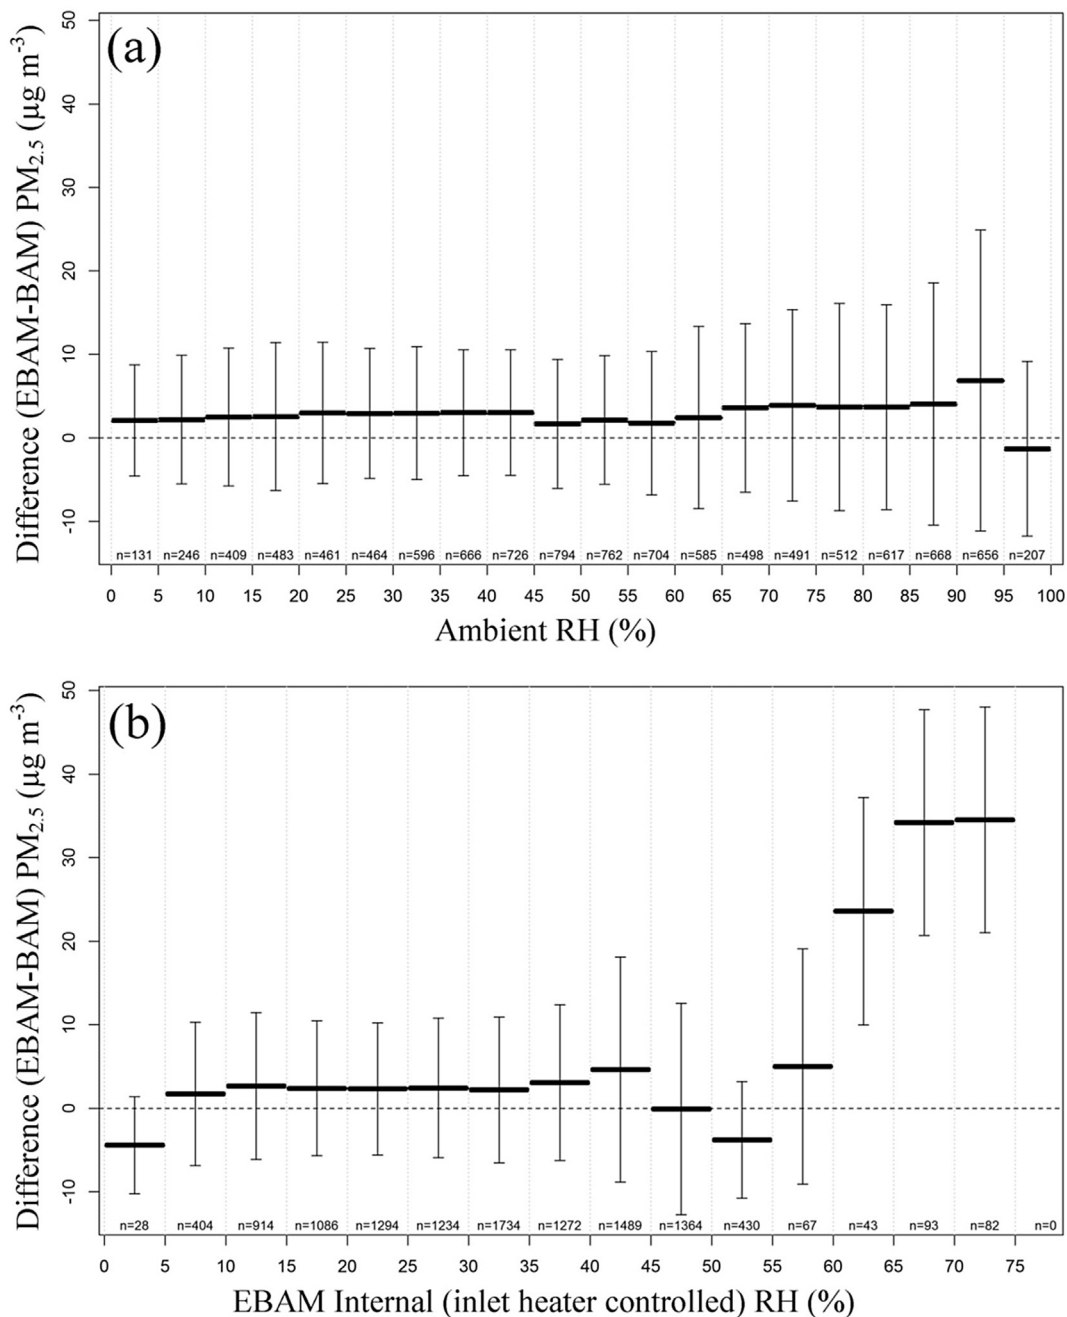 (a)
Difference (EBAM-BAM) PM2.5 (µg m-3)
50
40
30
20
10
0
-10
n=131 n=246 n=409 n=483 n=461 n=464 n=596 n=666 n=726 n=794 n=762 n=704 n=585 n=498 n=491 n=512 n=617 n=668 n=656 n=207
0 5 10 15 20 25 30 35 40 45 50 55 60 65 70 75 80 85 90 95 100
Ambient RH (%)
(b)
Difference (EBAM-BAM) PM2.5 (µg m-3)
50
40
30
20
10
0
-10
n=28 n=404 n=914 n=1086 n=1294 n=1234 n=1734 n=1272 n=1489 n=1364 n=430 n=67 n=43 n=93 n=82 n=0
0 5 10 15 20 25 30 35 40 45 50 55 60 65 70 75
EBAM Internal (inlet heater controlled) RH (%)